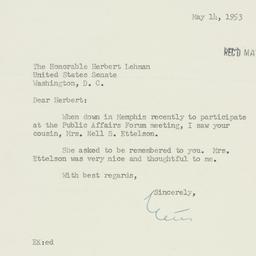 May 14, 1953
REC'D MA
The Honorable Herbert Lehman
United States Senate
Washington, D. C.
Dear Herbert:
When down in Memphis recently to participate
at the Public Affairs Forum meeting, I saw your
cousin, Mrs. Nell S. Ettelson.
She asked to be remembered to you. Mrs.
Ettelson was very nice and thoughtful to me.
With best regards,
Sincerely,
EK:ed